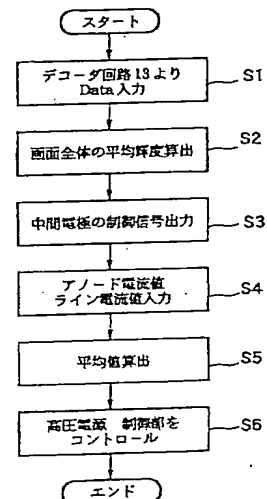 スタート
デコーダ回路13より
Data入力
S1
画面全体の平均輝度算出
S2
中間電極の制御信号出力
S3
アノード電流値
ライン電流値入力
S4
平均値算出
S5
高圧電源 制御部を
コントロール
S6
エンド